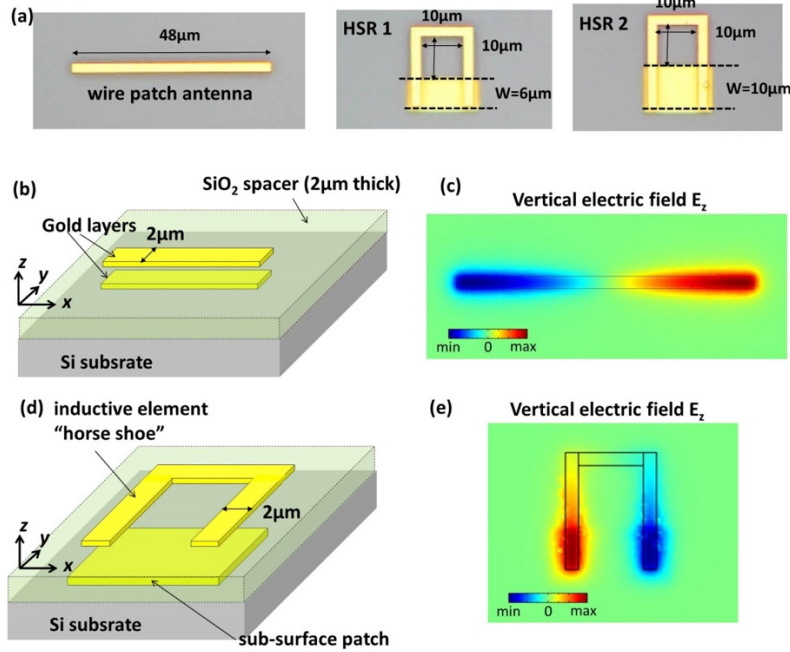 (a)
48μm
wire patch antenna
HSR 1
10μm
10μm
W=6μm
HSR 2
10μm
10μm
W=10μm
(b)
SiO2 spacer (2μm thick)
Gold layers
2μm
z
y
x
Si subsrate
(c)
Vertical electric field Ez
min 0 max
(d)
inductive element
"horse shoe"
2μm
z
y
x
Si subsrate
sub-surface patch
(e)
Vertical electric field Ez
min 0 max